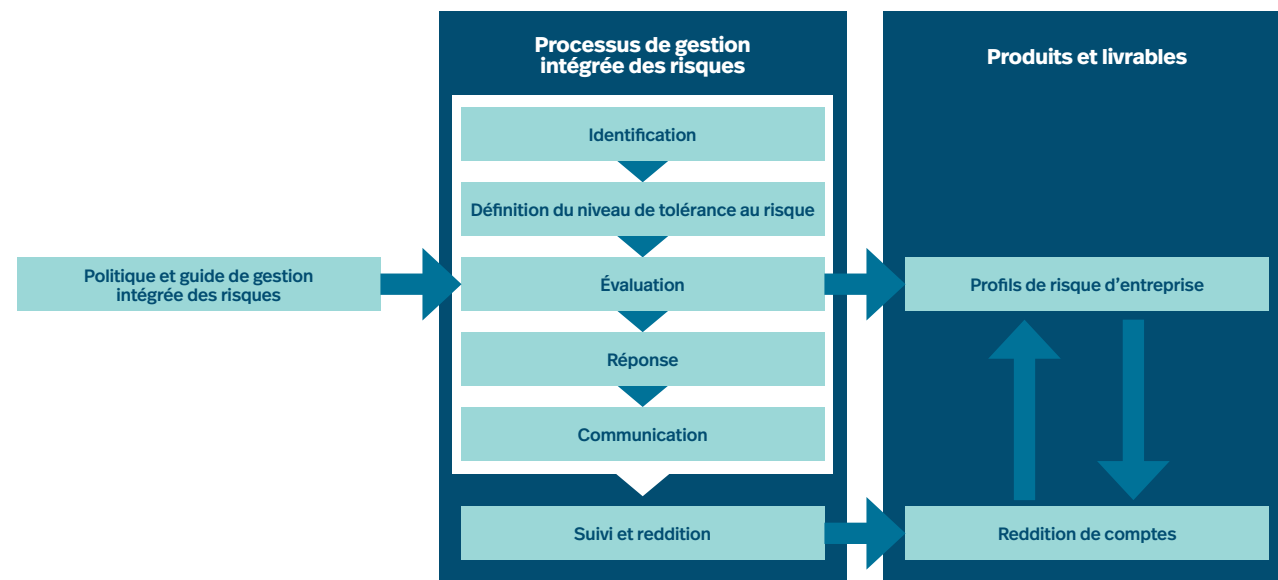 Processus de gestion
intégrée des risques
Produits et livrables
Identification
Définition du niveau de tolérance au risque
Politique et guide de gestion
intégrée des risques
Évaluation
Profils de risque d’entreprise
Réponse
Communication
Suivi et reddition
Reddition de comptes